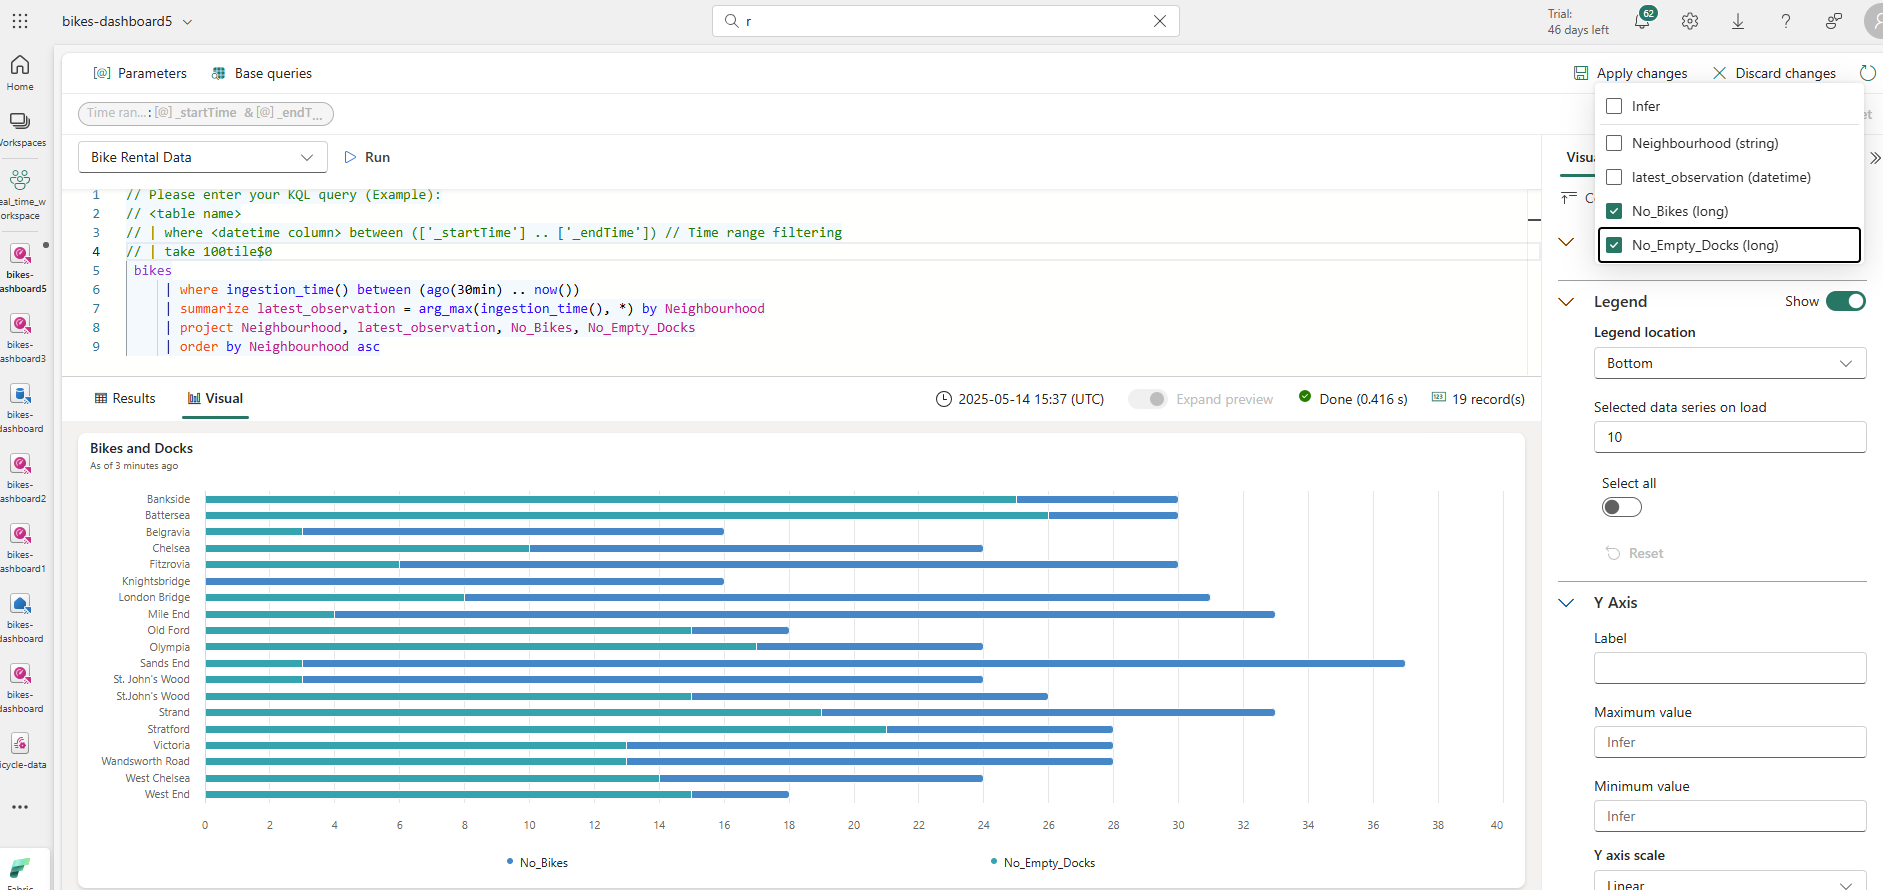 bikes-dashboard5
r
Trial:
46 days left
62
Home
Workspaces
eal_time_w
orkspace
bikes-
ashboard5
bikes-
ashboard3
bikes-
dashboard
bikes-
ashboard2
bikes-
ashboard1
bikes-
dashboard
bikes-
dashboard
icycle-data
Fabric
Parameters
Base queries
Apply changes
Discard changes
Time ran...: [@] _startTime & [@] _endT...
Bike Rental Data
Run
1 // Please enter your KQL query (Example):
2 // <table name>
3 // | where <datetime column> between (['_startTime'] .. ['_endTime']) // Time range filtering
4 // | take 100tile$0
5 bikes
6 | where ingestion_time() between (ago(30min) .. now())
7 | summarize latest_observation = arg_max(ingestion_time(), *) by Neighbourhood
8 | project Neighbourhood, latest_observation, No_Bikes, No_Empty_Docks
9 | order by Neighbourhood asc
Results
Visual
2025-05-14 15:37 (UTC)
Expand preview
Done (0.416 s)
19 record(s)
Bikes and Docks
As of 3 minutes ago
Bankside
Battersea
Belgravia
Chelsea
Fitzrovia
Knightsbridge
London Bridge
Mile End
Old Ford
Olympia
Sands End
St. John's Wood
St.John's Wood
Strand
Stratford
Victoria
Wandsworth Road
West Chelsea
West End
0 2 4 6 8 10 12 14 16 18 20 22 24 26 28 30 32 34 36 38 40
No_Bikes
No_Empty_Docks
Infer
Neighbourhood (string)
latest_observation (datetime)
No_Bikes (long)
No_Empty_Docks (long)
et
Visu
C
Legend
Show
Legend location
Bottom
Selected data series on load
10
Select all
Reset
Y Axis
Label
Maximum value
Infer
Minimum value
Infer
Y axis scale
Linear